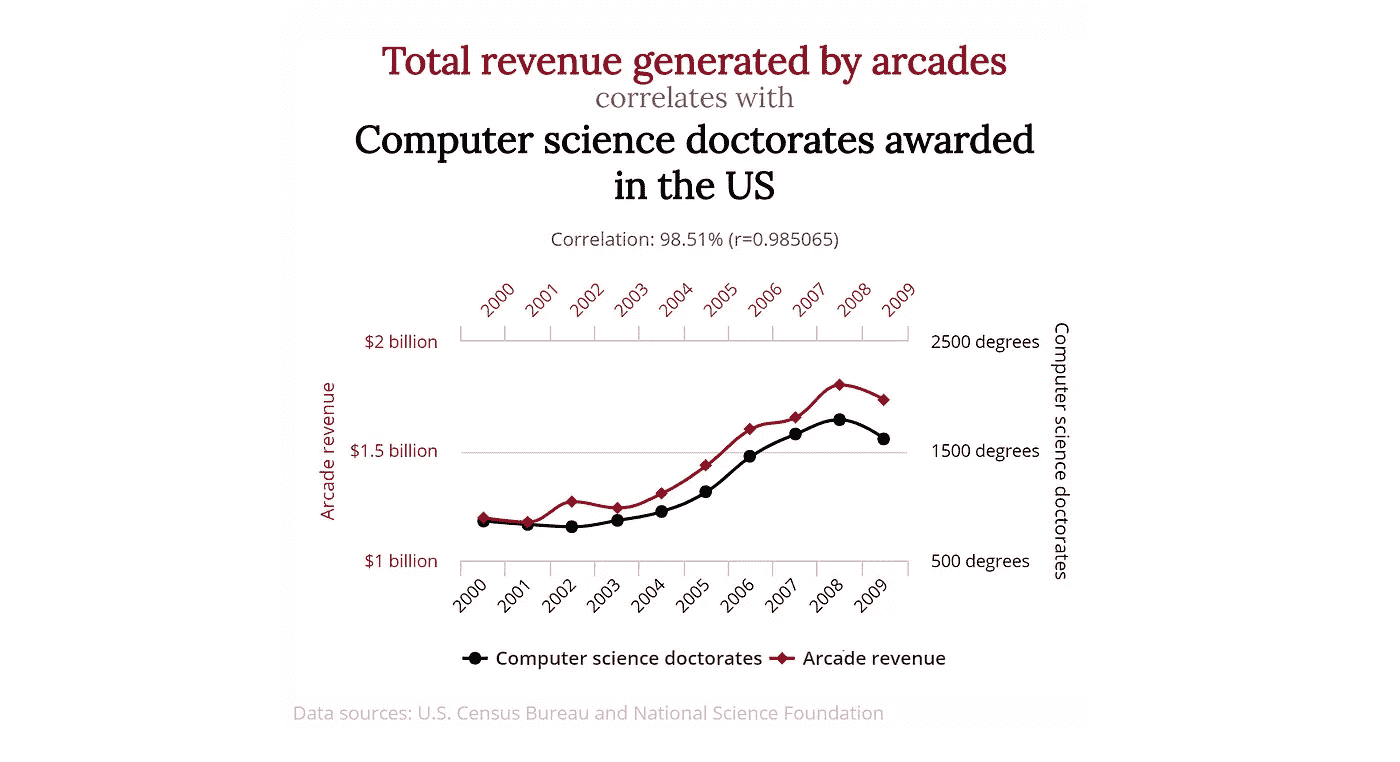 Total revenue generated by arcades
correlates with
Computer science doctorates awarded
in the US
Correlation: 98.51% (r=0.985065)
2000 2001 2002 2003 2004 2005 2006 2007 2008 2009
$2 billion
2500 degrees
$1.5 billion
1500 degrees
$1 billion
500 degrees
Arcade revenue
Computer science doctorates
2000 2001 2002 2003 2004 2005 2006 2007 2008 2009
Computer science doctorates Arcade revenue
Data sources: U.S. Census Bureau and National Science Foundation